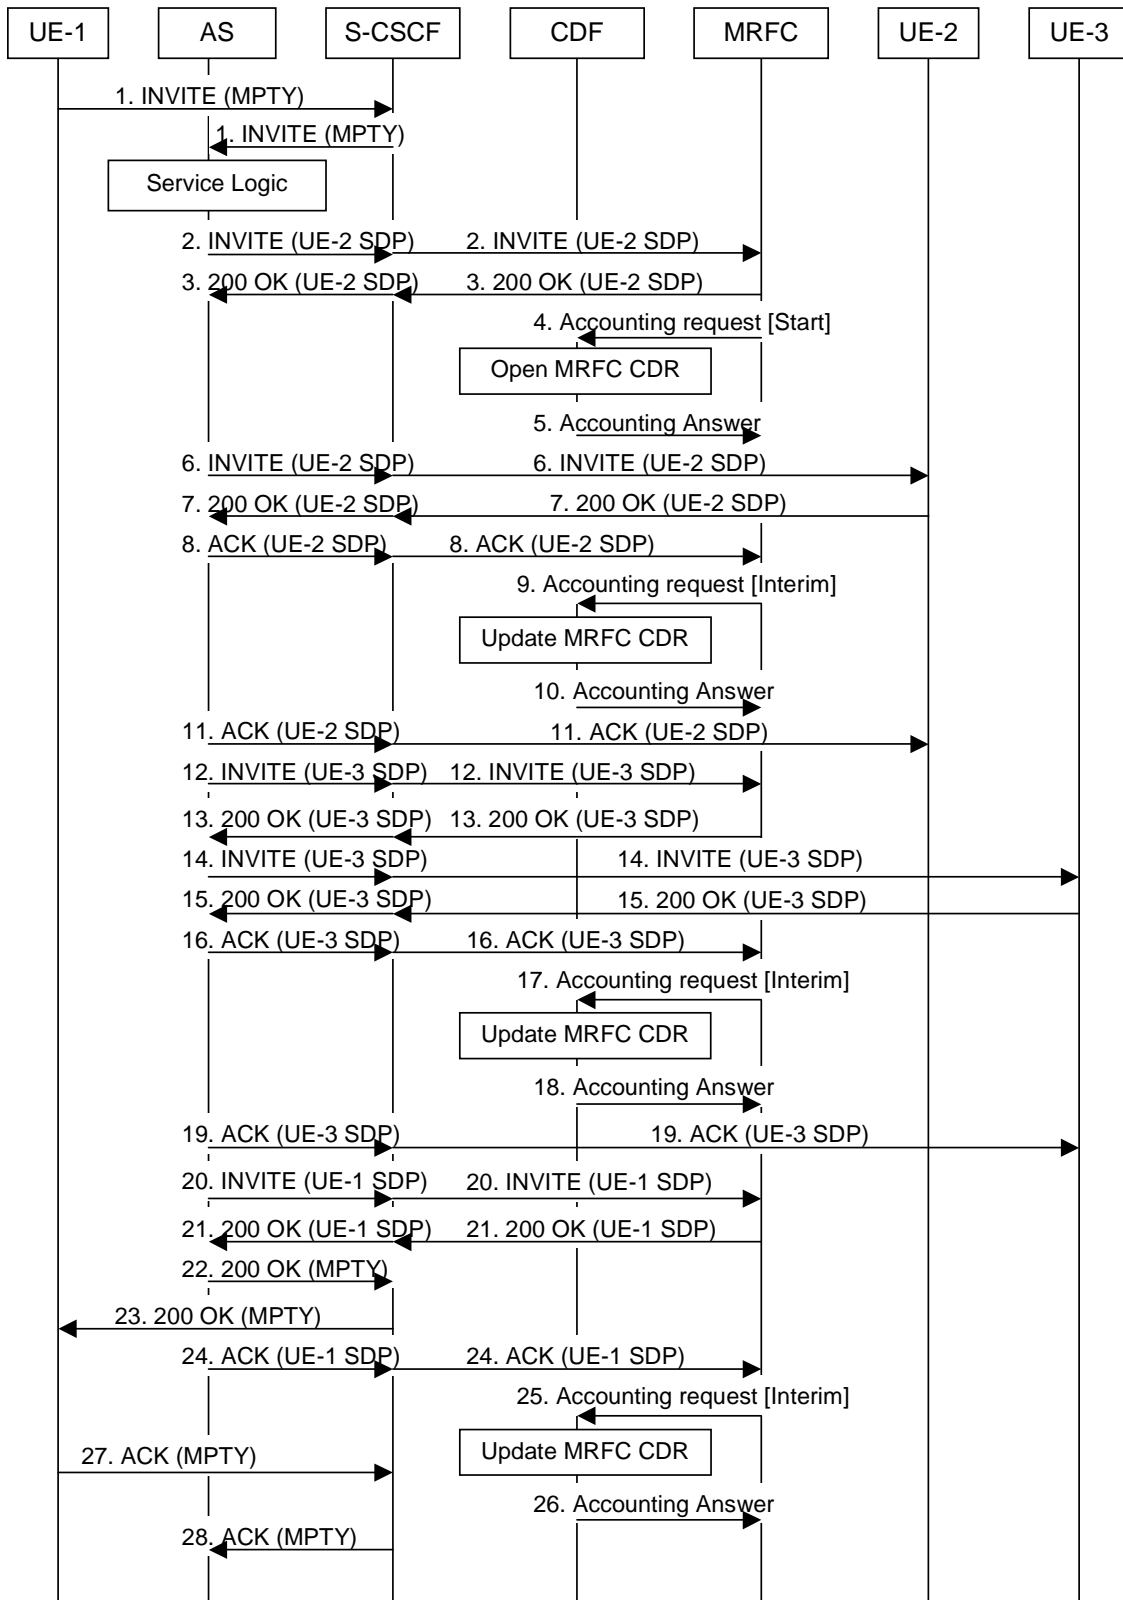 UE-1 AS S-CSCF CDF MRFC UE-2 UE-3
1. INVITE (MPTY)
1. INVITE (MPTY)
Service Logic
2. INVITE (UE-2 SDP) 2. INVITE (UE-2 SDP)
3. 200 OK (UE-2 SDP) 3. 200 OK (UE-2 SDP)
4. Accounting request [Start]
Open MRFC CDR
5. Accounting Answer
6. INVITE (UE-2 SDP) 6. INVITE (UE-2 SDP)
7. 200 OK (UE-2 SDP) 7. 200 OK (UE-2 SDP)
8. ACK (UE-2 SDP) 8. ACK (UE-2 SDP)
9. Accounting request [Interim]
Update MRFC CDR
10. Accounting Answer
11. ACK (UE-2 SDP) 11. ACK (UE-2 SDP)
12. INVITE (UE-3 SDP) 12. INVITE (UE-3 SDP)
13. 200 OK (UE-3 SDP) 13. 200 OK (UE-3 SDP)
14. INVITE (UE-3 SDP) 14. INVITE (UE-3 SDP)
15. 200 OK (UE-3 SDP) 15. 200 OK (UE-3 SDP)
16. ACK (UE-3 SDP) 16. ACK (UE-3 SDP)
17. Accounting request [Interim]
Update MRFC CDR
18. Accounting Answer
19. ACK (UE-3 SDP) 19. ACK (UE-3 SDP)
20. INVITE (UE-1 SDP) 20. INVITE (UE-1 SDP)
21. 200 OK (UE-1 SDP) 21. 200 OK (UE-1 SDP)
22. 200 OK (MPTY)
23. 200 OK (MPTY)
24. ACK (UE-1 SDP) 24. ACK (UE-1 SDP)
25. Accounting request [Interim]
Update MRFC CDR
27. ACK (MPTY)
26. Accounting Answer
28. ACK (MPTY)